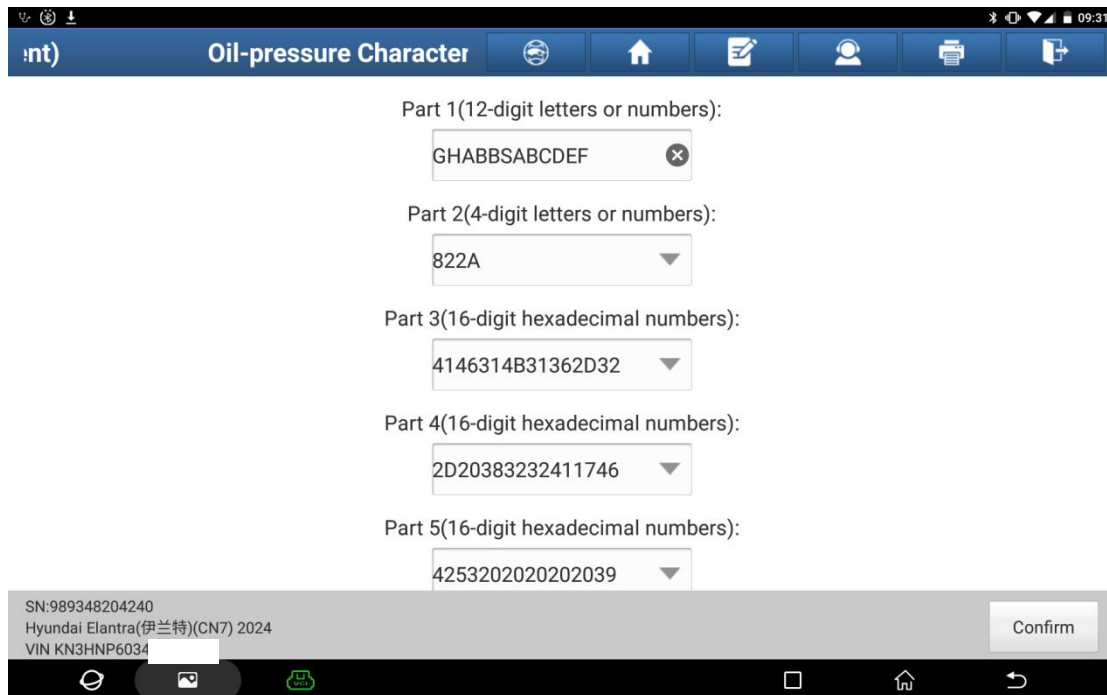 09:31
:nt) Oil-pressure Character
Part 1(12-digit letters or numbers):
GHABBSABCDEF
Part 2(4-digit letters or numbers):
822A
Part 3(16-digit hexadecimal numbers):
4146314B31362D32
Part 4(16-digit hexadecimal numbers):
2D20383232411746
Part 5(16-digit hexadecimal numbers):
4253202020202039
SN:989348204240
Hyundai Elantra(伊兰特)(CN7) 2024
VIN KN3HNP6034
Confirm
VCI